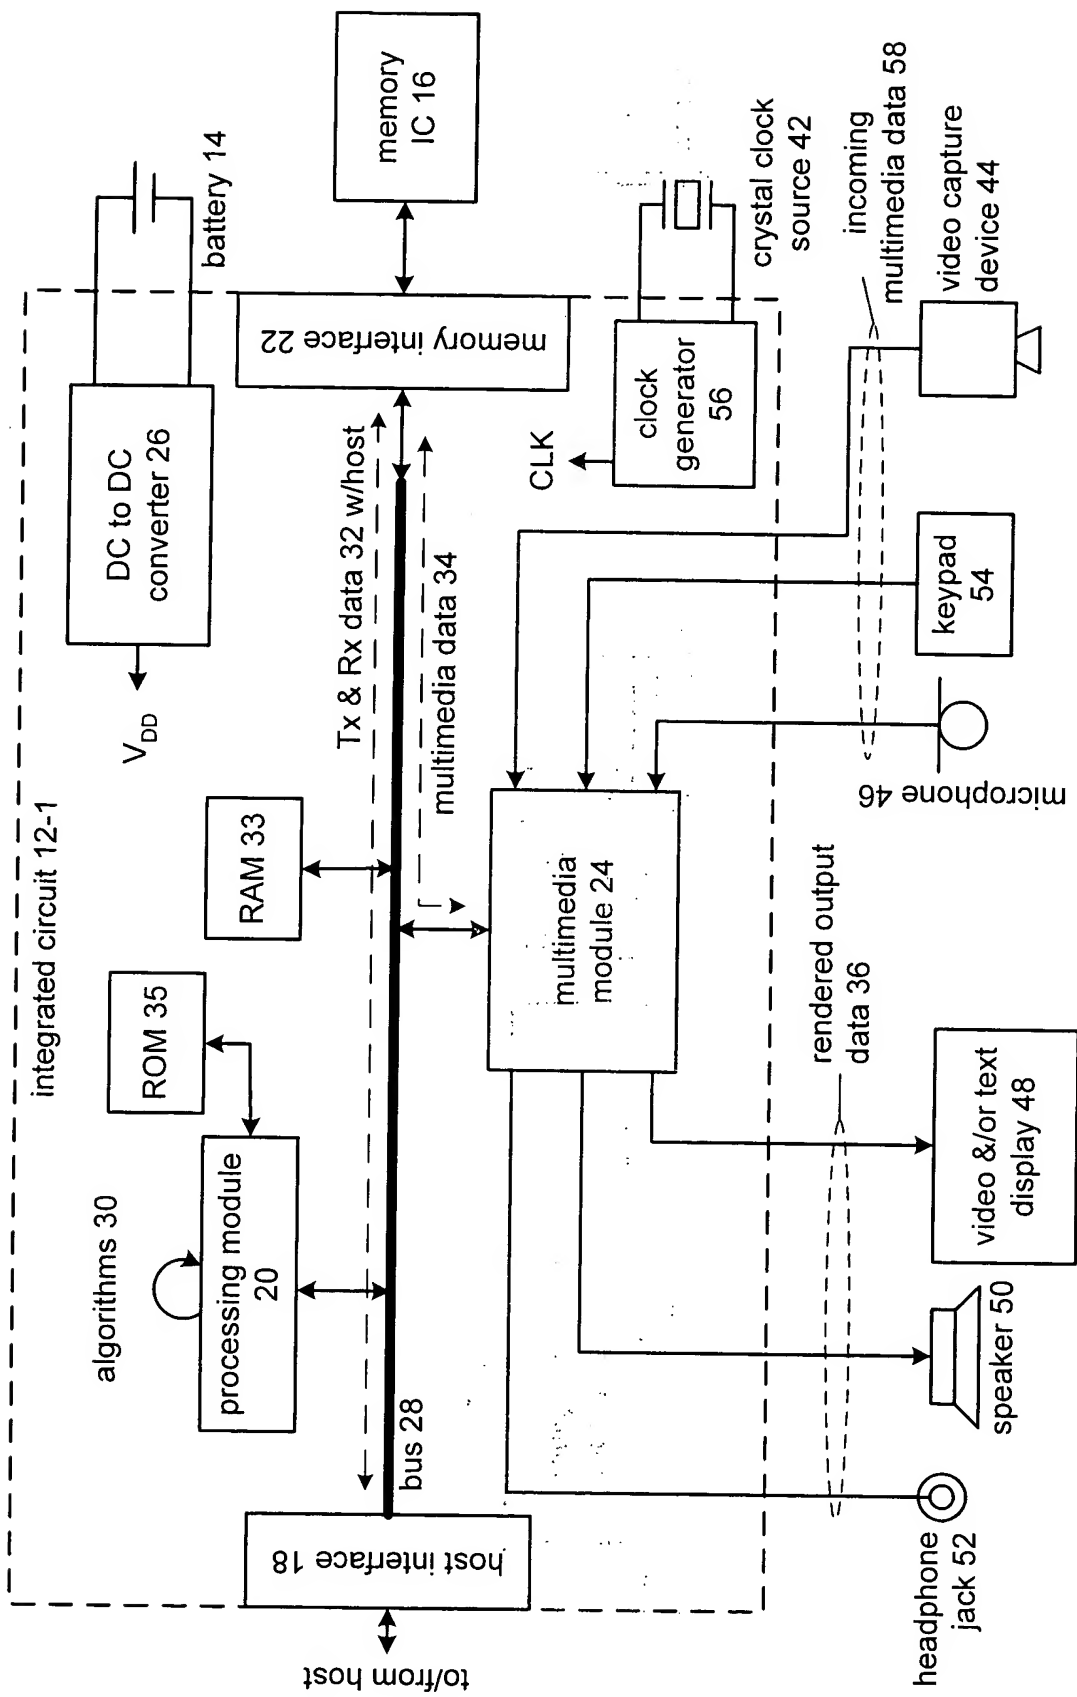 integrated circuit 12-1
DC to DC
converter 26
V_DD
battery 14
algorithms 30
processing module
20
ROM 35
RAM 33
Tx & Rx data 32 w/host
multimedia data 34
memory interface 22
memory
IC 16
to/from host
host interface 18
bus 28
multimedia
module 24
CLK
clock
generator
56
crystal clock
source 42
rendered output
data 36
incoming
multimedia data 58
headphone
jack 52
speaker 50
video &/or text
display 48
microphone 46
keypad
54
video capture
device 44